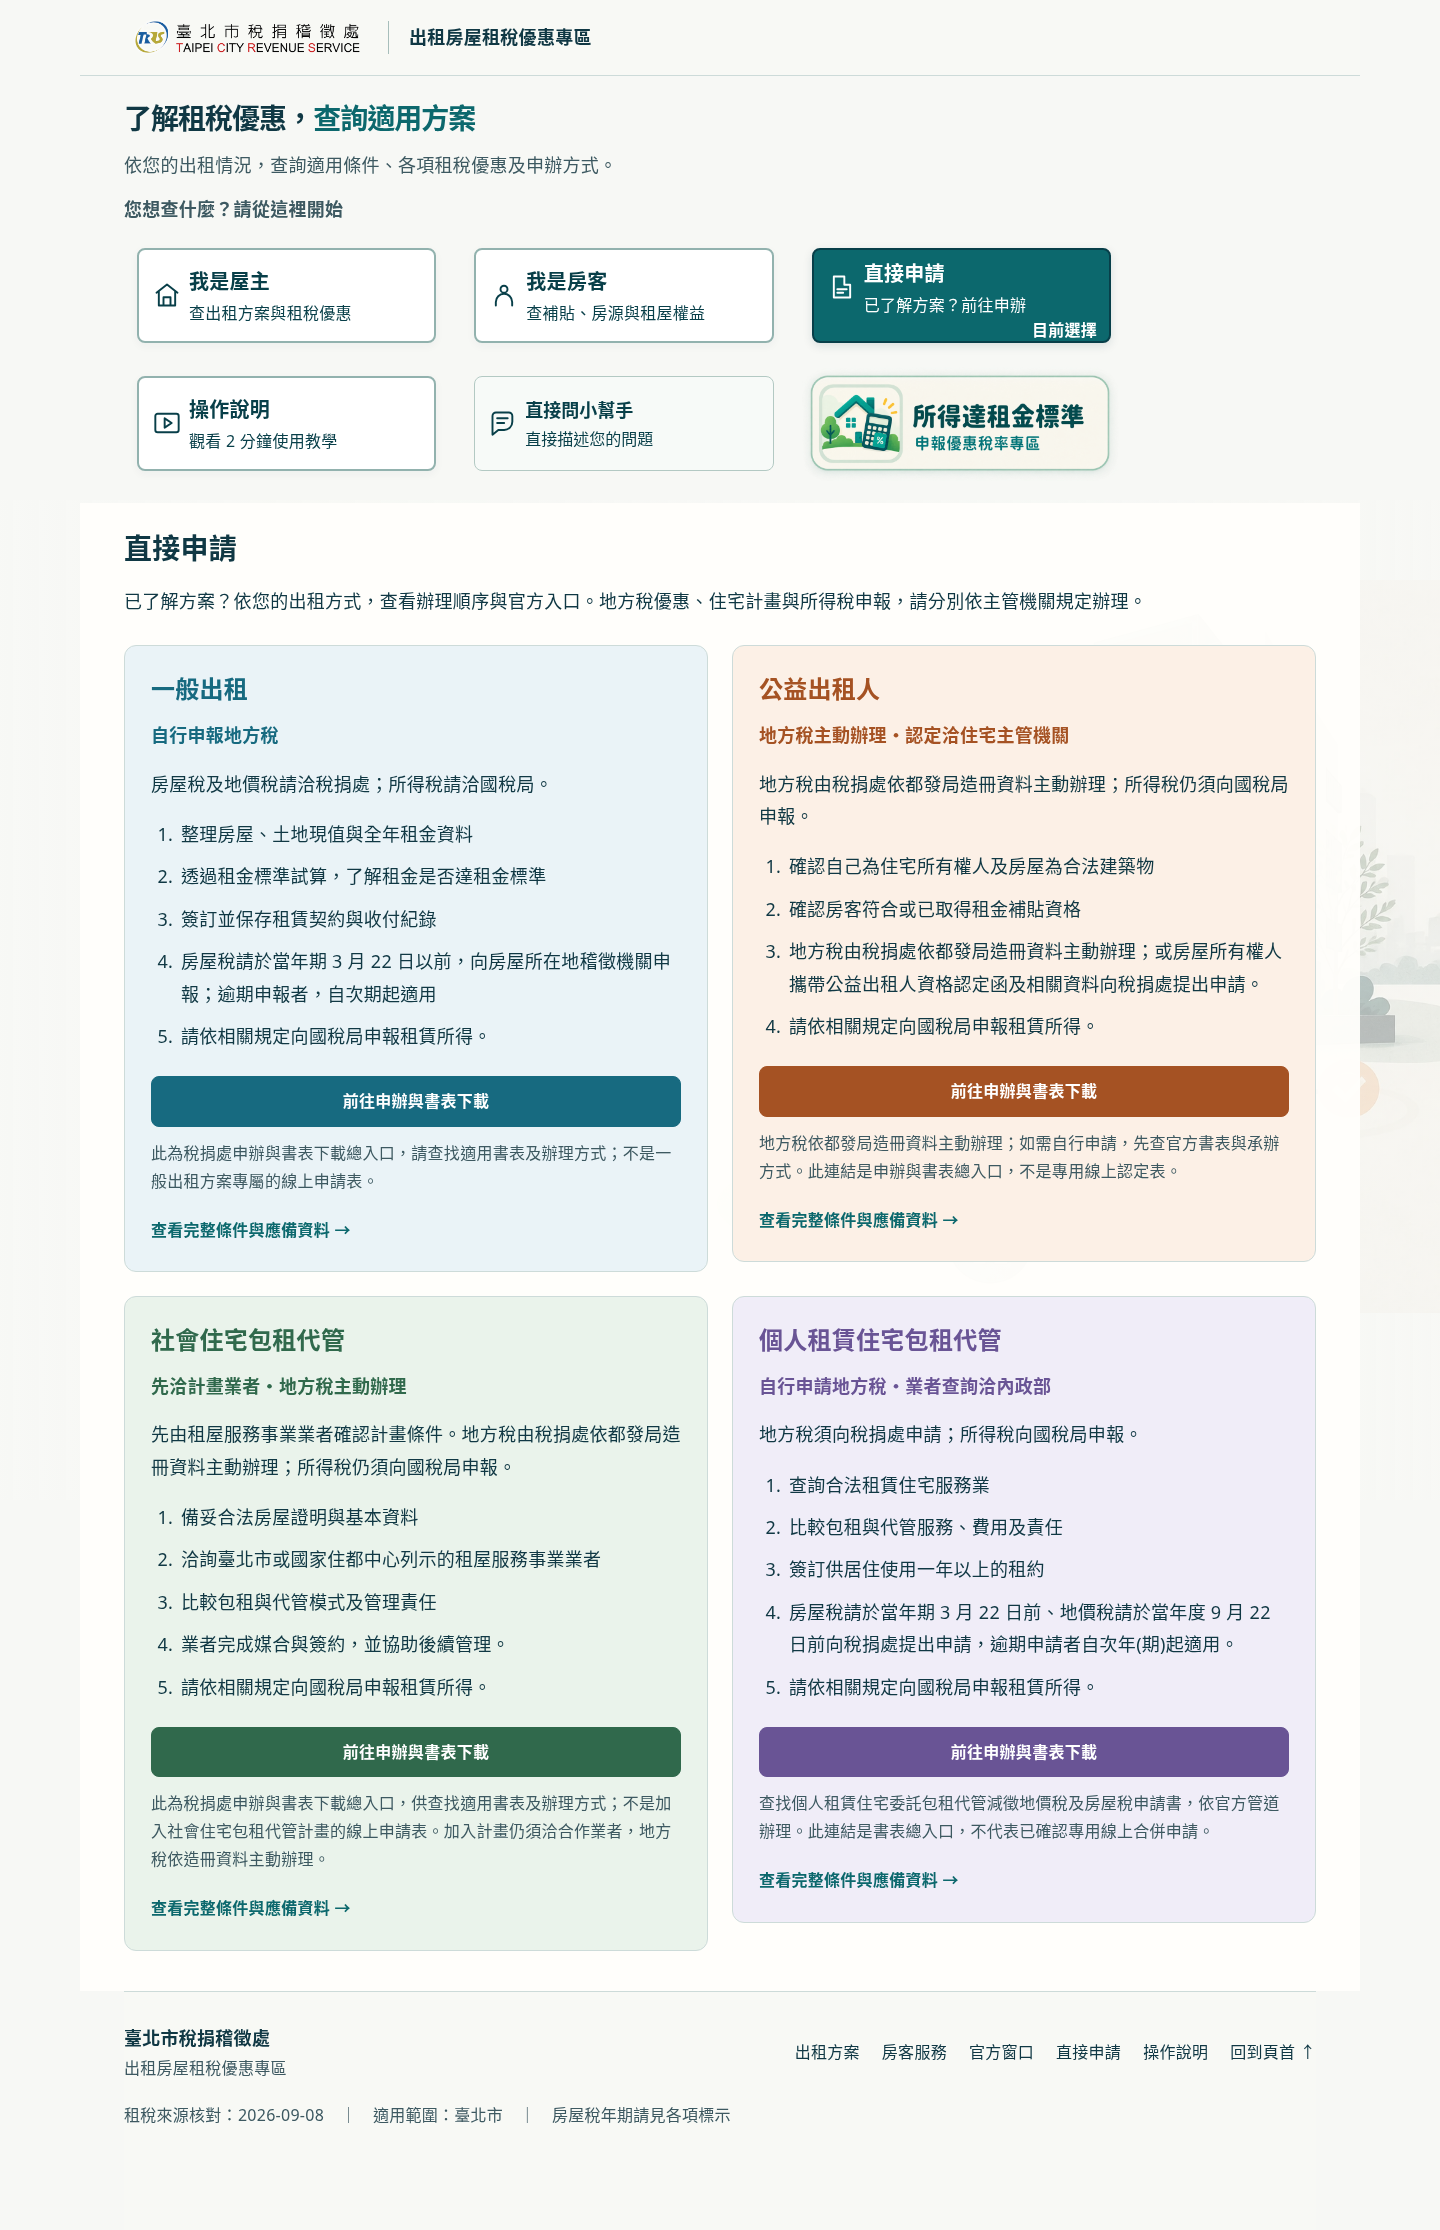 臺北市稅捐稽徵處
TAIPEI CITY REVENUE SERVICE
出租房屋租稅優惠專區
了解租稅優惠，查詢適用方案
依您的出租情況，查詢適用條件、各項租稅優惠及申辦方式。
您想查什麼？請從這裡開始
我是屋主
查出租方案與租稅優惠
我是房客
查補貼、房源與租屋權益
直接申請
已了解方案？前往申辦
目前選擇
操作說明
觀看 2 分鐘使用教學
直接問小幫手
直接描述您的問題
所得達租金標準
申報優惠稅率專區
直接申請
已了解方案？依您的出租方式，查看辦理順序與官方入口。地方稅優惠、住宅計畫與所得稅申報，請分別依主管機關規定辦理。
一般出租
自行申報地方稅
房屋稅及地價稅請洽稅捐處；所得稅請洽國稅局。
1. 整理房屋、土地現值與全年租金資料
2. 透過租金標準試算，了解租金是否達租金標準
3. 簽訂並保存租賃契約與收付紀錄
4. 房屋稅請於當年期 3 月 22 日以前，向房屋所在地稽徵機關申
報；逾期申報者，自次期起適用
5. 請依相關規定向國稅局申報租賃所得。
前往申辦與書表下載
此為稅捐處申辦與書表下載總入口，請查找適用書表及辦理方式；不是一
般出租方案專屬的線上申請表。
查看完整條件與應備資料 →
公益出租人
地方稅主動辦理・認定洽住宅主管機關
地方稅由稅捐處依都發局造冊資料主動辦理；所得稅仍須向國稅局
申報。
1. 確認自己為住宅所有權人及房屋為合法建築物
2. 確認房客符合或已取得租金補貼資格
3. 地方稅由稅捐處依都發局造冊資料主動辦理；或房屋所有權人
攜帶公益出租人資格認定函及相關資料向稅捐處提出申請。
4. 請依相關規定向國稅局申報租賃所得。
前往申辦與書表下載
地方稅依都發局造冊資料主動辦理；如需自行申請，先查官方書表與承辦
方式。此連結是申辦與書表總入口，不是專用線上認定表。
查看完整條件與應備資料 →
社會住宅包租代管
先洽計畫業者・地方稅主動辦理
先由租屋服務事業業者確認計畫條件。地方稅由稅捐處依都發局造
冊資料主動辦理；所得稅仍須向國稅局申報。
1. 備妥合法房屋證明與基本資料
2. 洽詢臺北市或國家住都中心列示的租屋服務事業業者
3. 比較包租與代管模式及管理責任
4. 業者完成媒合與簽約，並協助後續管理。
5. 請依相關規定向國稅局申報租賃所得。
前往申辦與書表下載
此為稅捐處申辦與書表下載總入口，供查找適用書表及辦理方式；不是加
入社會住宅包租代管計畫的線上申請表。加入計畫仍須洽合作業者，地方
稅依造冊資料主動辦理。
查看完整條件與應備資料 →
個人租賃住宅包租代管
自行申請地方稅・業者查詢洽內政部
地方稅須向稅捐處申請；所得稅向國稅局申報。
1. 查詢合法租賃住宅服務業
2. 比較包租與代管服務、費用及責任
3. 簽訂供居住使用一年以上的租約
4. 房屋稅請於當年期 3 月 22 日前、地價稅請於當年度 9 月 22
日前向稅捐處提出申請，逾期申請者自次年(期)起適用。
5. 請依相關規定向國稅局申報租賃所得。
前往申辦與書表下載
查找個人租賃住宅委託包租代管減徵地價稅及房屋稅申請書，依官方管道
辦理。此連結是書表總入口，不代表已確認專用線上合併申請。
查看完整條件與應備資料 →
臺北市稅捐稽徵處
出租房屋租稅優惠專區
出租方案 房客服務 官方窗口 直接申請 操作說明 回到頁首 ↑
租稅來源核對：2026-09-08 ｜ 適用範圍：臺北市 ｜ 房屋稅年期請見各項標示